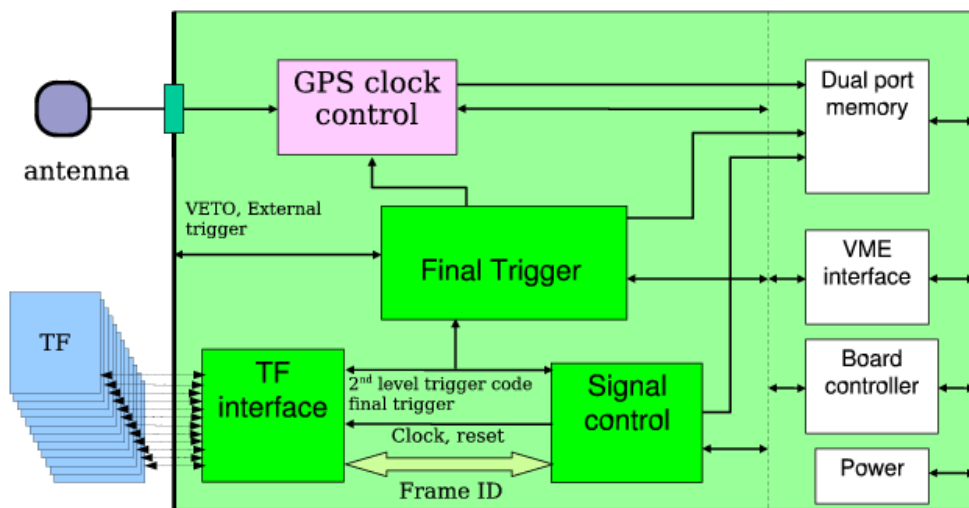 GPS clock
control
Dual port
memory
antenna
VETO, External
trigger
Final Trigger
VME
interface
TF
TF
interface
2nd level trigger code
final trigger
Signal
control
Board
controller
Clock, reset
Frame ID
Power